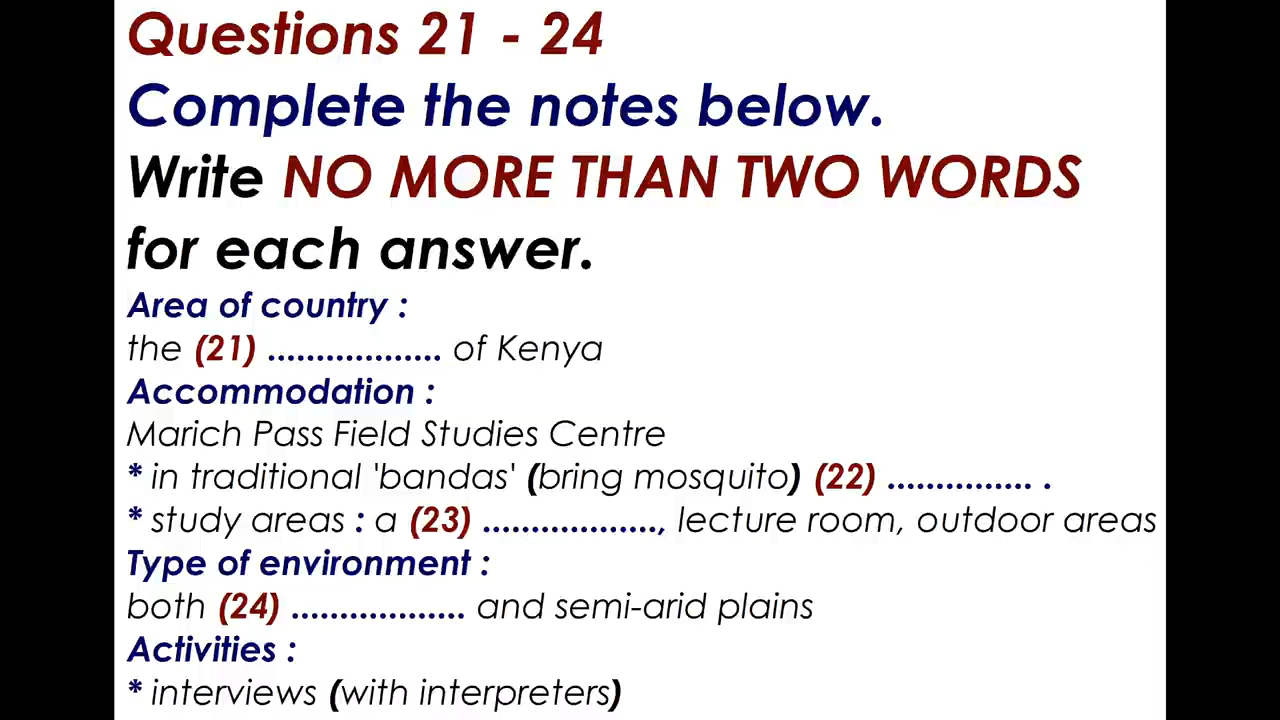 Questions 21 - 24
Complete the notes below.
Write NO MORE THAN TWO WORDS
for each answer.
Area of country :
the (21) .................. of Kenya
Accommodation :
Marich Pass Field Studies Centre
* in traditional 'bandas' (bring mosquito) (22) ............... .
* study areas : a (23) .................., lecture room, outdoor areas
Type of environment :
both (24) .................. and semi-arid plains
Activities :
* interviews (with interpreters)